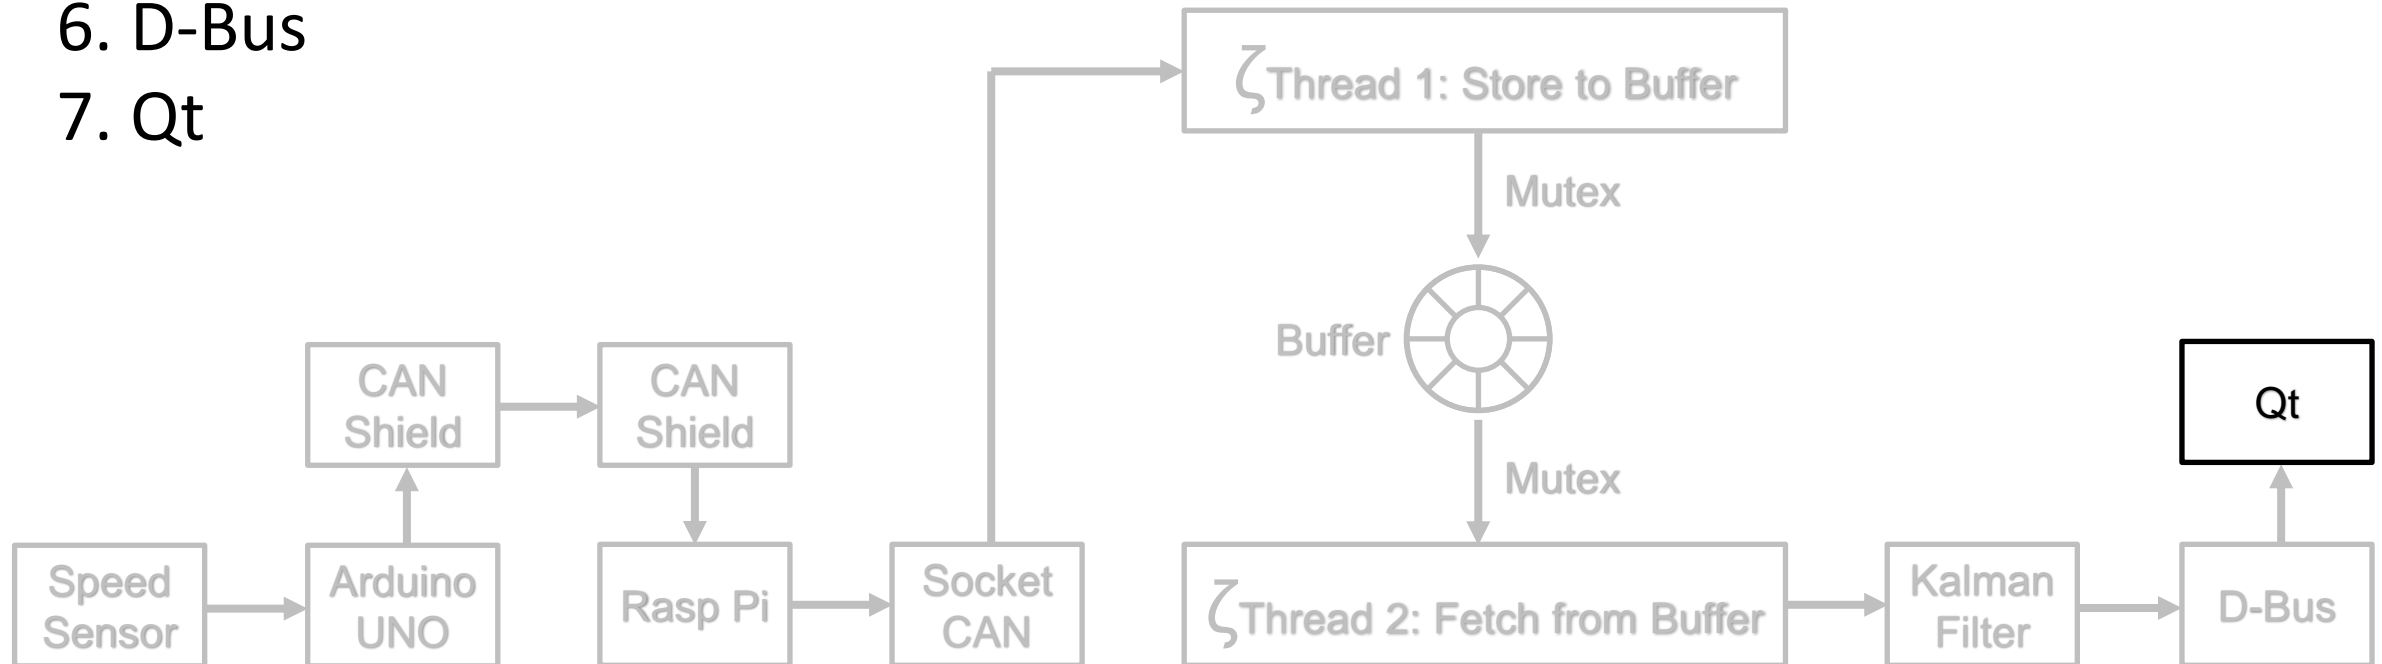 6. D-Bus
7. Qt
ζThread 1: Store to Buffer
Mutex
Buffer
Mutex
CAN
Shield
CAN
Shield
Qt
Speed
Sensor
Arduino
UNO
Rasp Pi
Socket
CAN
ζThread 2: Fetch from Buffer
Kalman
Filter
D-Bus